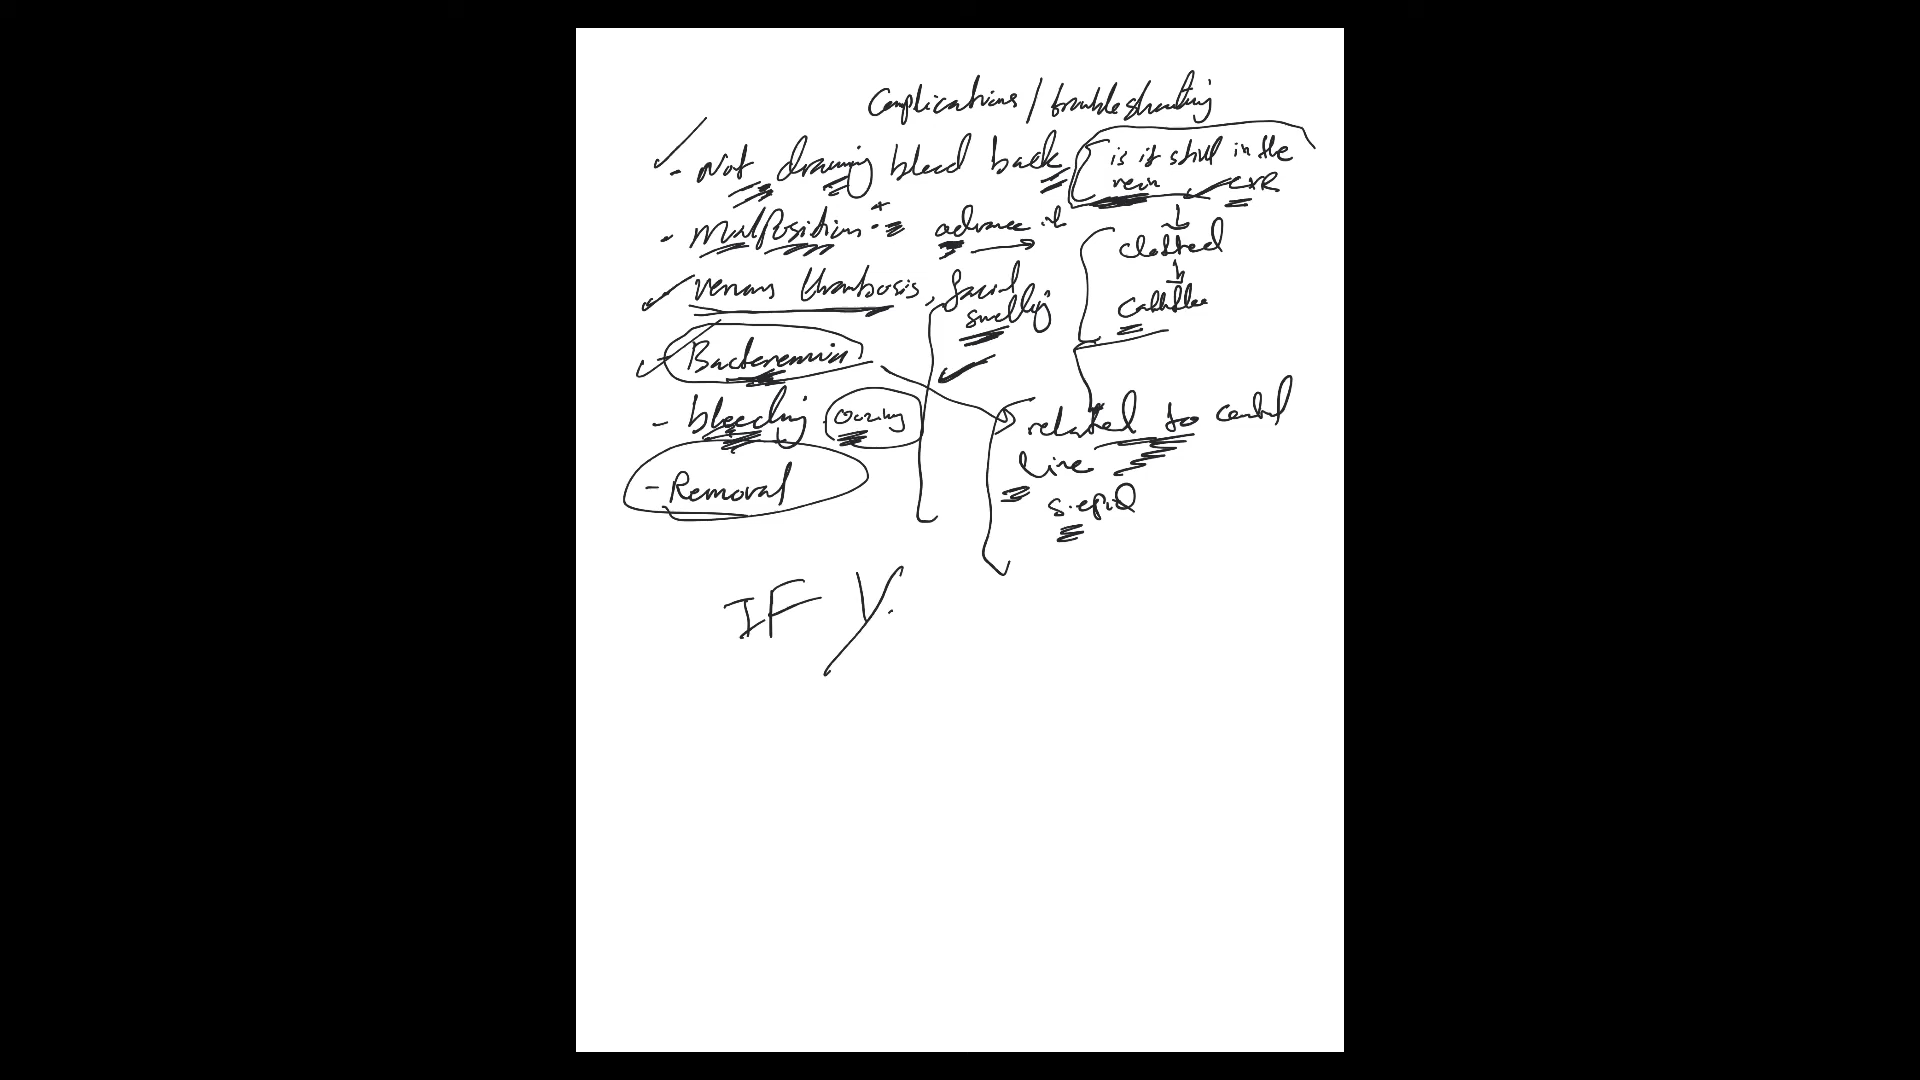 Complications / troubleshooting
- Not drawing blood back
is it still in the
vein ← CXR
- Malposition
advance it
clotted
cathflo
venous thrombosis, facial
swelling
- Bacteremia
- bleeding oozing
related to central
line
s. epid
- Removal
IF Y